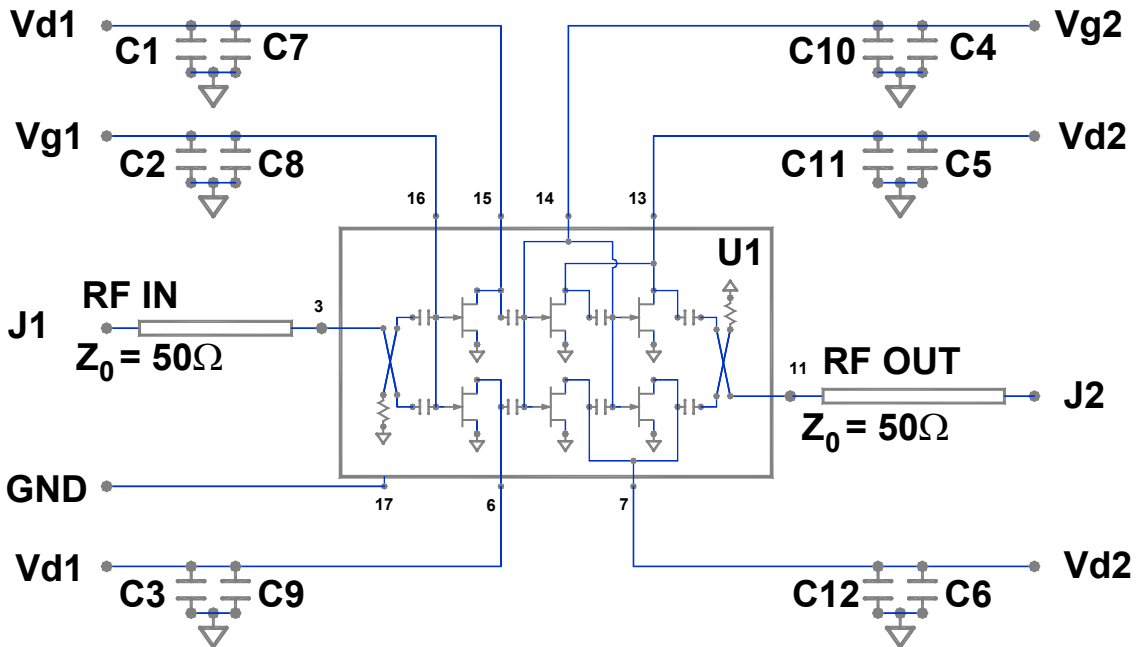 Vd1
C1 C7
C10 C4
Vg2
Vg1
C2 C8
C11 C5
Vd2
16 15 14 13
U1
RF IN
3
J1
Z0 = 50Ω
11 RF OUT
J2
Z0 = 50Ω
GND
17 6 7
Vd1
C3 C9
C12 C6
Vd2